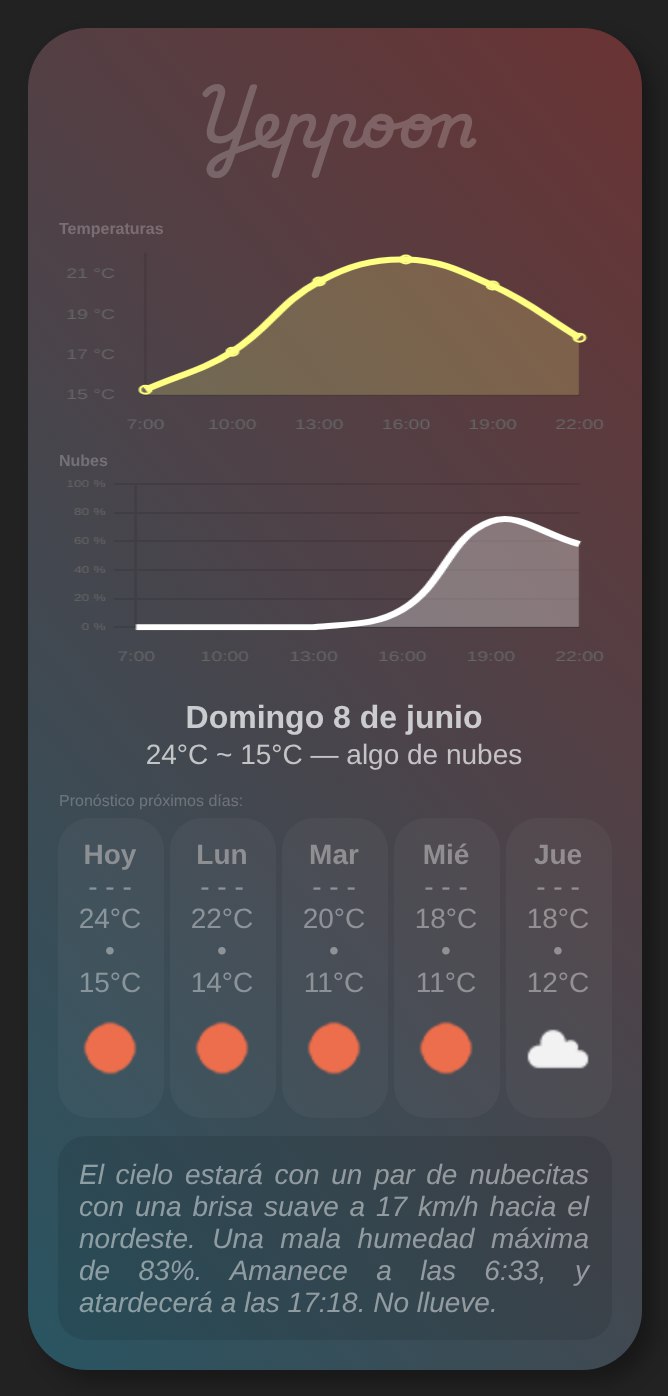 Yeppoon
Temperaturas
21 °C
19 °C
17 °C
15 °C
7:00 10:00 13:00 16:00 19:00 22:00
Nubes
100 %
80 %
60 %
40 %
20 %
0 %
7:00 10:00 13:00 16:00 19:00 22:00
Domingo 8 de junio
24°C ~ 15°C — algo de nubes
Pronóstico próximos días:
Hoy Lun Mar Mié Jue
- - - - - - - - - - - - - - -
24°C 22°C 20°C 18°C 18°C
• • • • •
15°C 14°C 11°C 11°C 12°C
El cielo estará con un par de nubecitas
con una brisa suave a 17 km/h hacia el
nordeste. Una mala humedad máxima
de 83%. Amanece a las 6:33, y
atardecerá a las 17:18. No llueve.